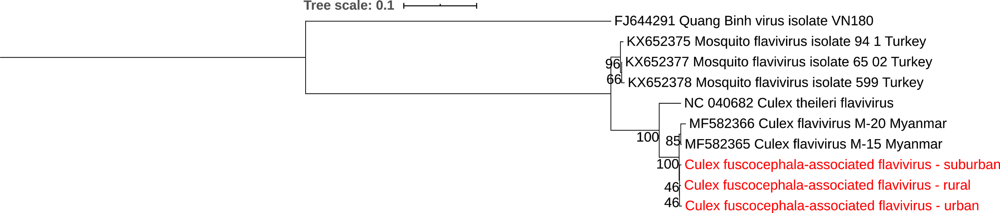 Tree scale: 0.1
FJ644291 Quang Binh virus isolate VN180
KX652375 Mosquito flavivirus isolate 94 1 Turkey
96
KX652377 Mosquito flavivirus isolate 65 02 Turkey
66
KX652378 Mosquito flavivirus isolate 599 Turkey
NC 040682 Culex theileri flavivirus
MF582366 Culex flavivirus M-20 Myanmar
100
85
MF582365 Culex flavivirus M-15 Myanmar
100
Culex fuscocephala-associated flavivirus - suburban
46
Culex fuscocephala-associated flavivirus - rural
46
Culex fuscocephala-associated flavivirus - urban